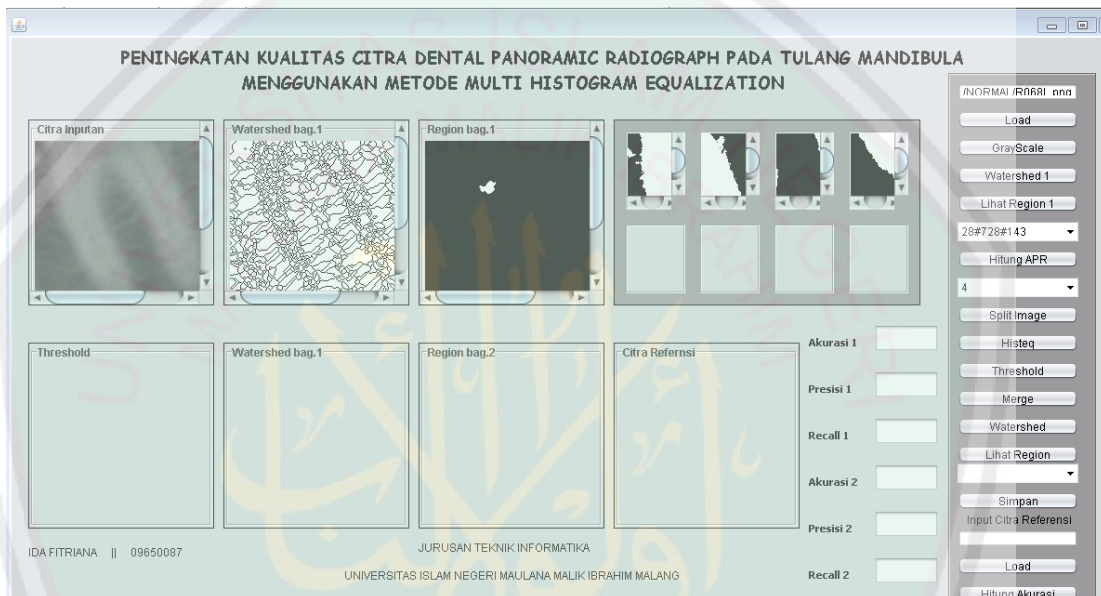 PENINGKATAN KUALITAS CITRA DENTAL PANORAMIC RADIOGRAPH PADA TULANG MANDIBULA
MENGGUNAKAN METODE MULTI HISTOGRAM EQUALIZATION
Citra Inputan
Watershed bag.1
Region bag.1
Threshold
Watershed bag.1
Region bag.2
Citra Refernsi
Akurasi 1
Presisi 1
Recall 1
Akurasi 2
Presisi 2
Recall 2
/NORMAL/R068L.png
Load
GrayScale
Watershed 1
Lihat Region 1
28#728#143
Hitung APR
4
Split Image
Histeq
Threshold
Merge
Watershed
Lihat Region
Simpan
Input Citra Referensi
Load
Hitung Akurasi
IDA FITRIANA || 09650087
JURUSAN TEKNIK INFORMATIKA
UNIVERSITAS ISLAM NEGERI MAULANA MALIK IBRAHIM MALANG